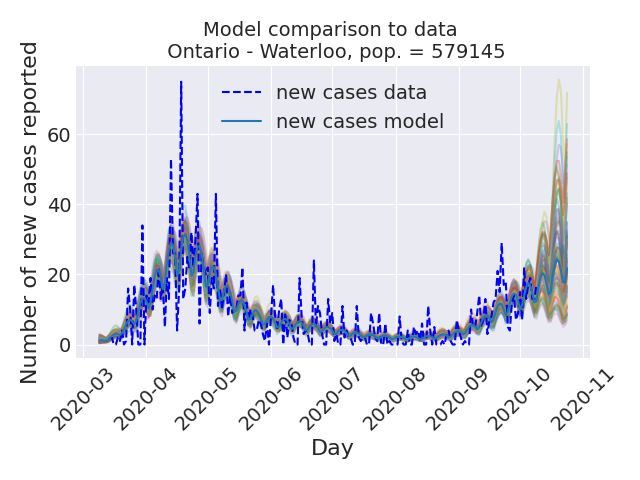 Model comparison to data
Ontario - Waterloo, pop. = 579145
new cases data
new cases model
Number of new cases reported
60
40
20
0
2020-03
2020-04
2020-05
2020-06
2020-07
2020-08
2020-09
2020-10
2020-11
Day